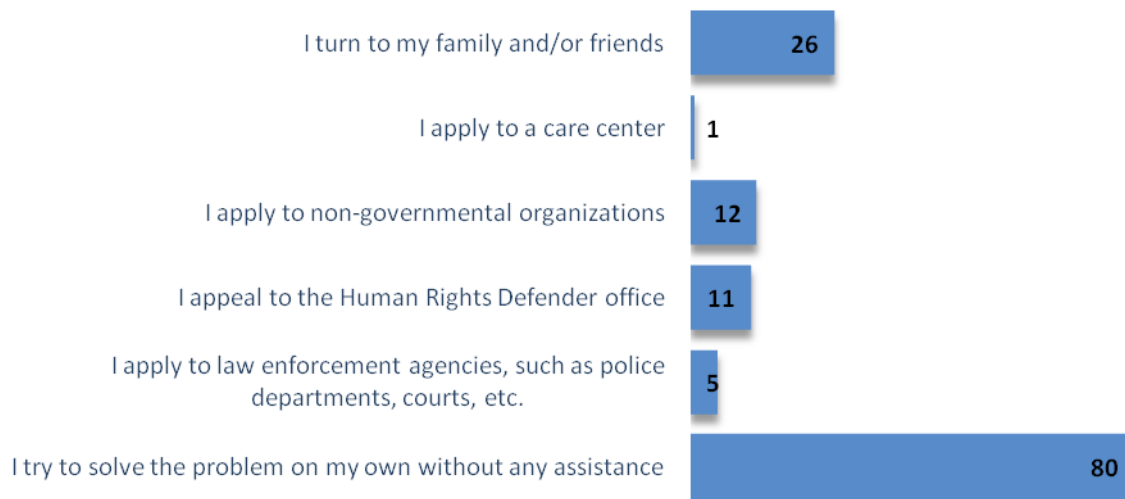 I turn to my family and/or friends
26
I apply to a care center
1
I apply to non-governmental organizations
12
I appeal to the Human Rights Defender office
11
I apply to law enforcement agencies, such as police
departments, courts, etc.
5
I try to solve the problem on my own without any assistance
80